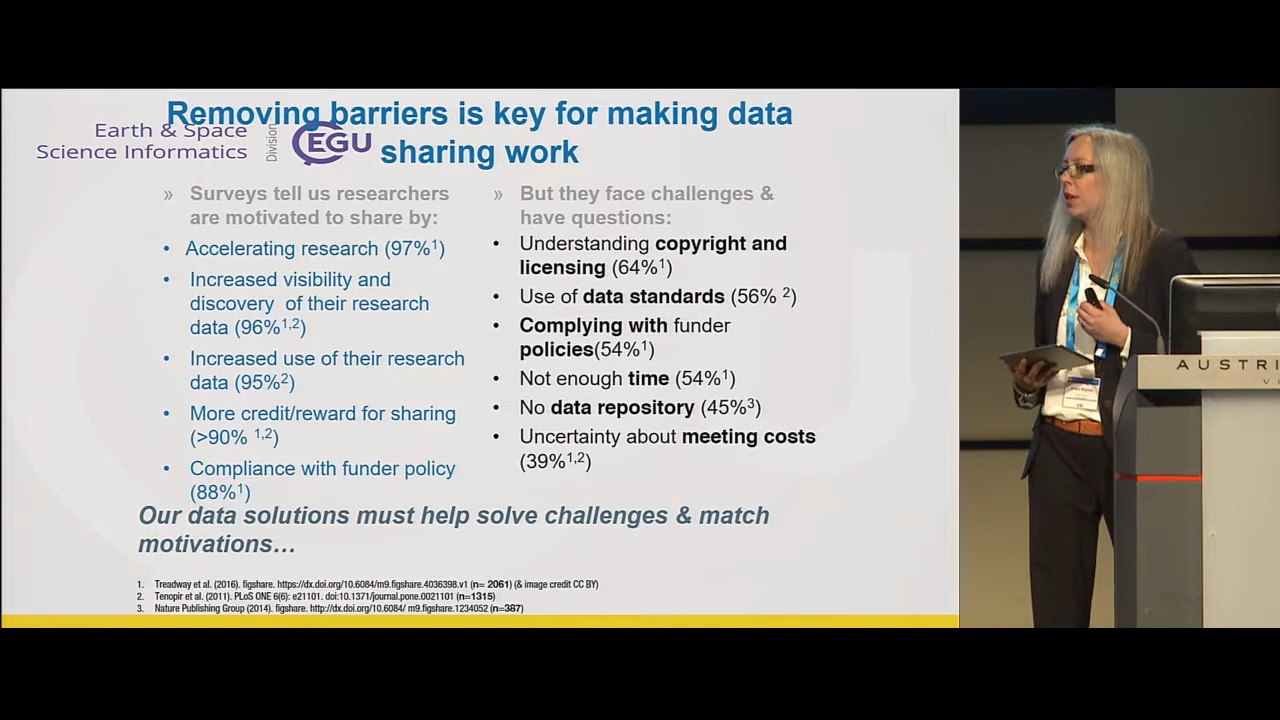 Removing barriers is key for making data
sharing work
Earth & Space
Science Informatics
Division
EGU
» Surveys tell us researchers
are motivated to share by:
• Accelerating research (97%¹)
• Increased visibility and
discovery of their research
data (96%¹,²)
• Increased use of their research
data (95%²)
• More credit/reward for sharing
(>90% ¹,²)
• Compliance with funder policy
(88%¹)
» But they face challenges &
have questions:
• Understanding copyright and
licensing (64%¹)
• Use of data standards (56% ²)
• Complying with funder
policies(54%¹)
• Not enough time (54%¹)
• No data repository (45%³)
• Uncertainty about meeting costs
(39%¹,²)
Our data solutions must help solve challenges & match
motivations…
1. Treadway et al. (2016). figshare. https://dx.doi.org/10.6084/m9.figshare.4036398.v1 (n= 2061) (& image credit CC BY)
2. Tenopir et al. (2011). PLoS ONE 6(6): e21101. doi:10.1371/journal.pone.0021101 (n=1315)
3. Nature Publishing Group (2014). figshare. http://dx.doi.org/10.6084/ m9.figshare.1234052 (n=387)
AUSTRI
V